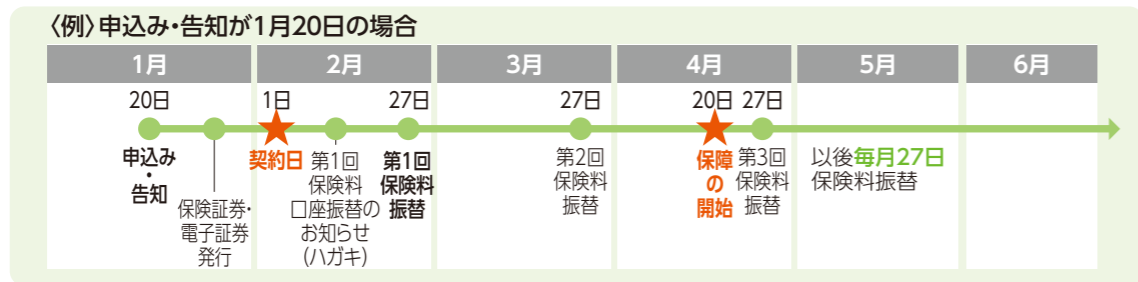 〈例〉申込み・告知が1月20日の場合
1月 2月 3月 4月 5月 6月
20日 1日 27日 27日 20日 27日
申込み
・
告知
保険証券・
電子証券
発行
契約日
第1回
保険料
口座振替の
お知らせ
(ハガキ)
第1回
保険料
振替
第2回
保険料
振替
保障
の
開始
第3回
保険料
振替
以後毎月27日
保険料振替